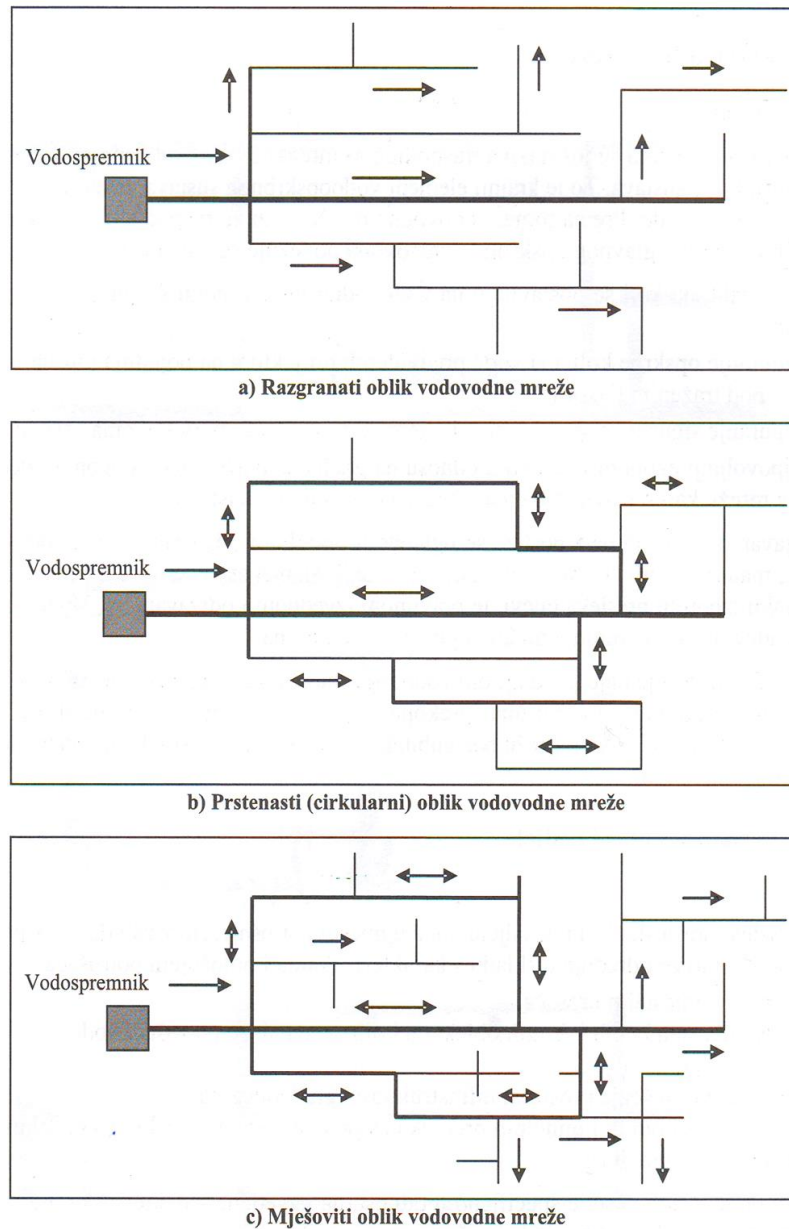 Vodospremnik
a) Razgranati oblik vodovodne mreže
Vodospremnik
b) Prstenasti (cirkularni) oblik vodovodne mreže
Vodospremnik
c) Mješoviti oblik vodovodne mreže